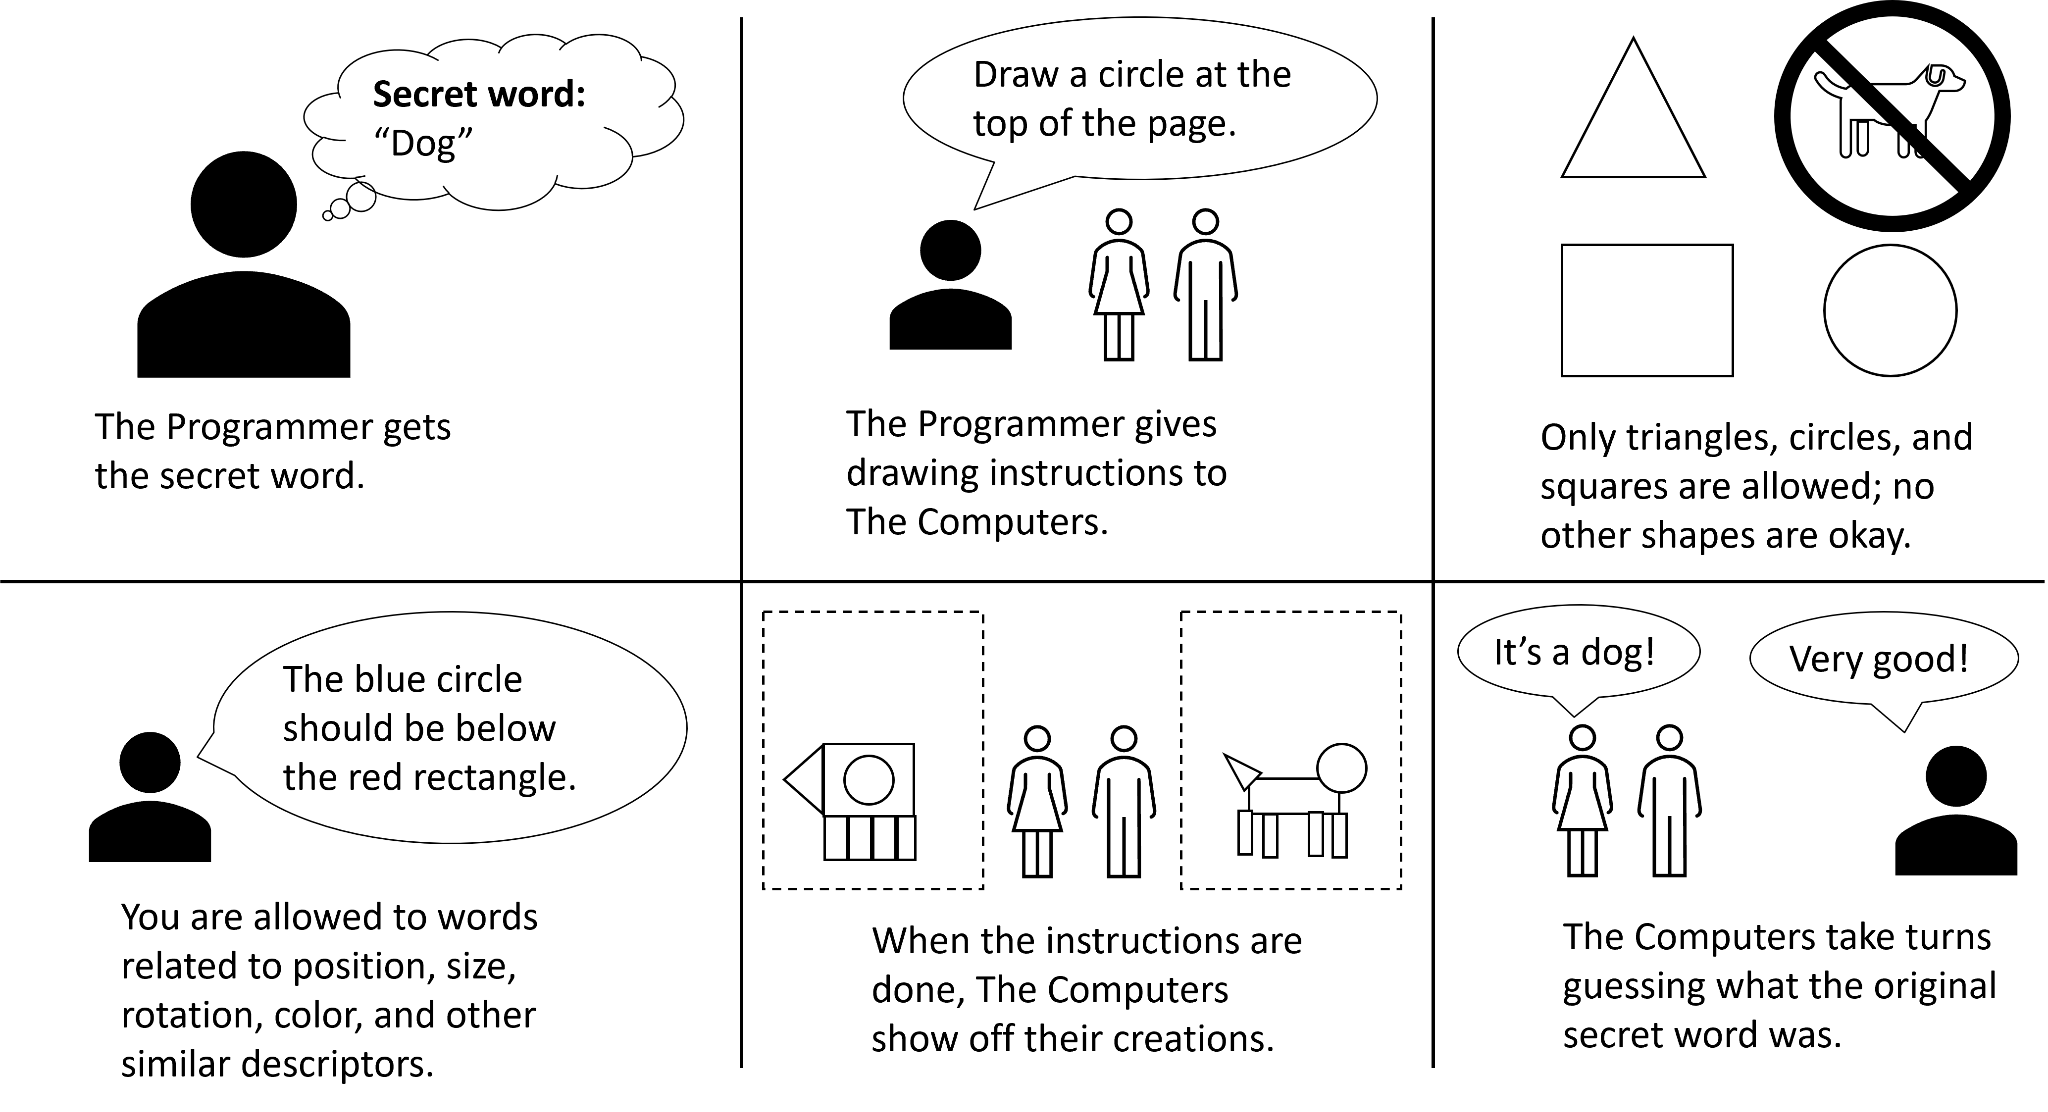 Secret word:
“Dog”
The Programmer gets
the secret word.
Draw a circle at the
top of the page.
The Programmer gives
drawing instructions to
The Computers.
Only triangles, circles, and
squares are allowed; no
other shapes are okay.
The blue circle
should be below
the red rectangle.
You are allowed to words
related to position, size,
rotation, color, and other
similar descriptors.
When the instructions are
done, The Computers
show off their creations.
It’s a dog!
Very good!
The Computers take turns
guessing what the original
secret word was.